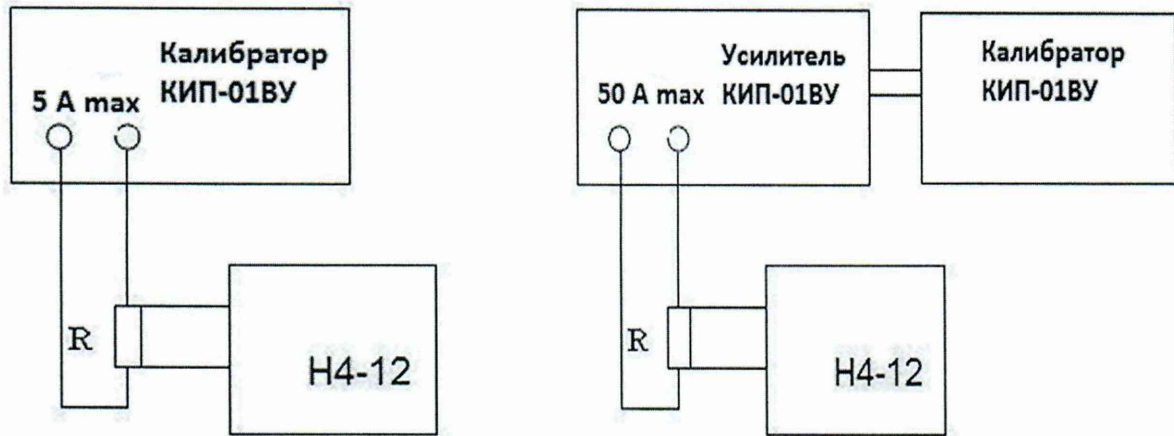 Калибратор
КИП-01ВУ
5 A max
R
Н4-12
Усилитель
КИП-01ВУ
50 A max
Калибратор
КИП-01ВУ
R
Н4-12